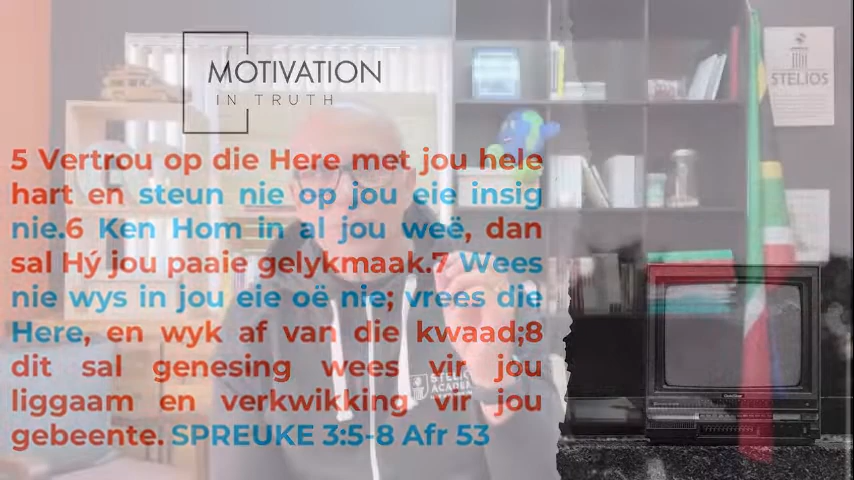 MOTIVATION
IN TRUTH
STELIOS
5 Vertrou op die Here met jou hele
hart en steun nie op jou eie insig
nie.6 Ken Hom in al jou weë, dan
sal Hý jou paaie gelykmaak.7 Wees
nie wys in jou eie oë nie; vrees die
Here, en wyk af van die kwaad;8
dit sal genesing wees vir jou
liggaam en verkwikking vir jou
gebeente. SPREUKE 3:5-8 Afr 53
STELIOS
ACADEMY